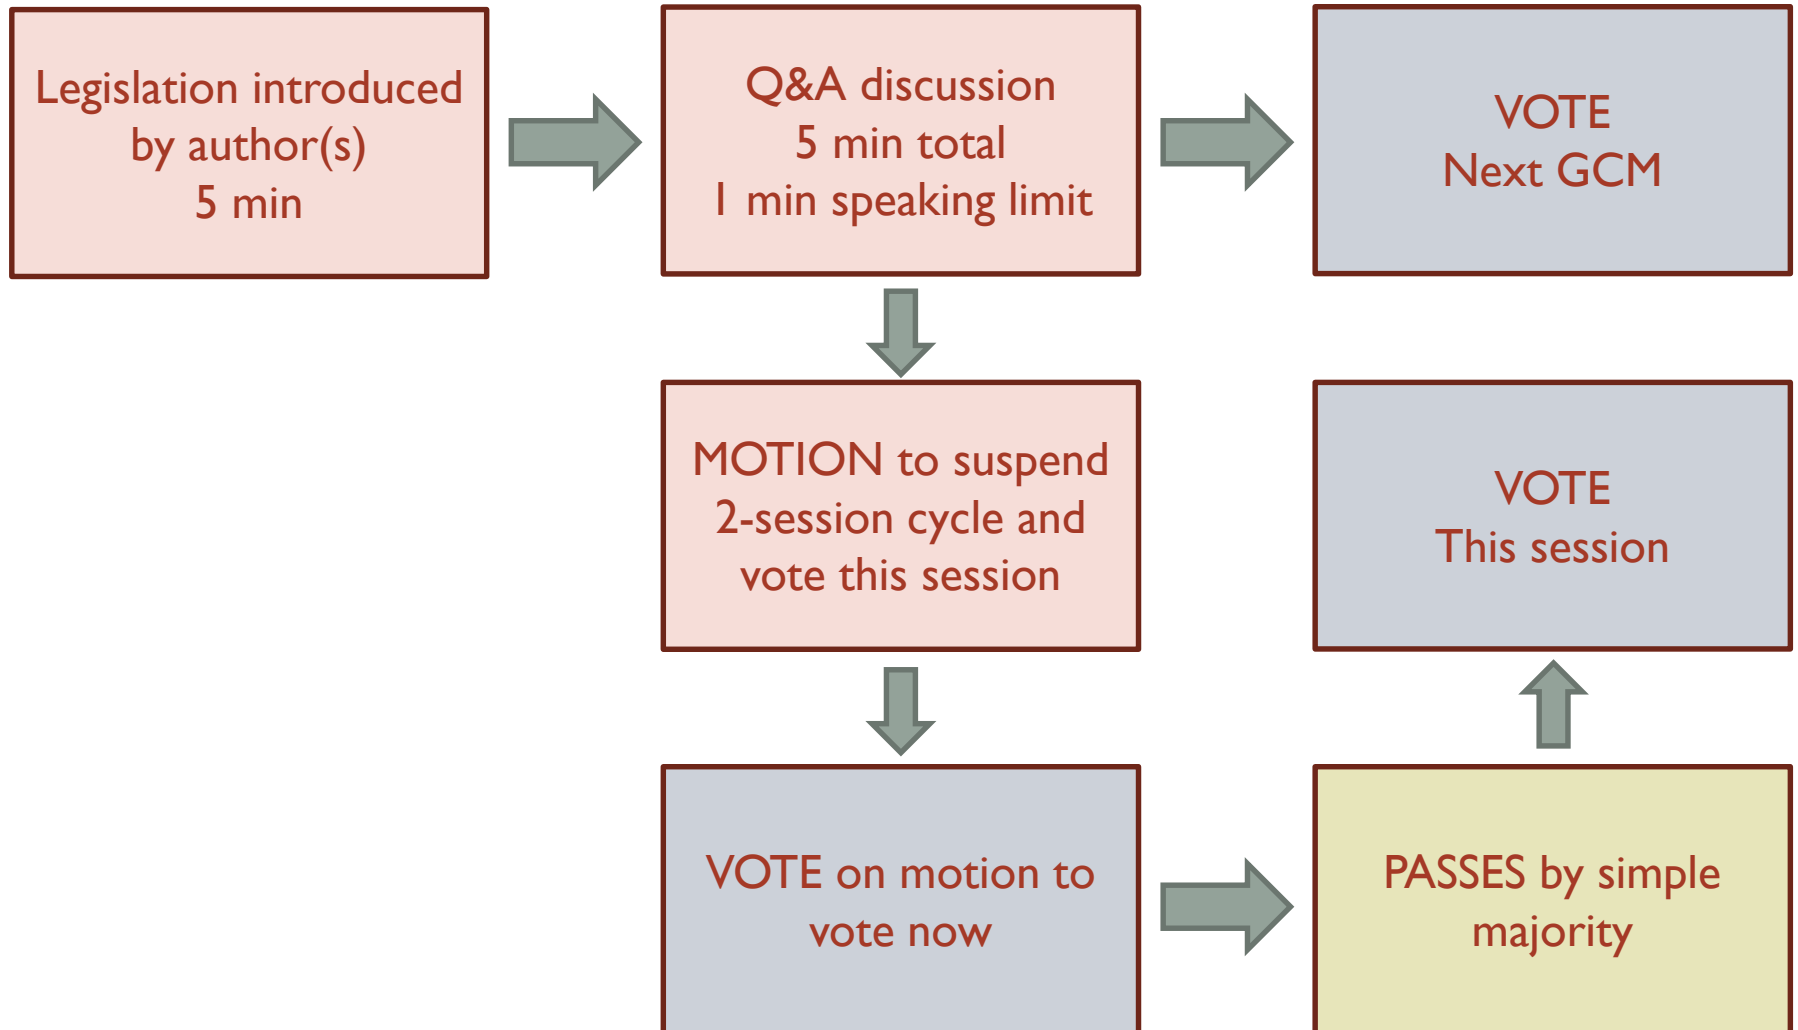 Legislation introduced
by author(s)
5 min
Q&A discussion
5 min total
1 min speaking limit
VOTE
Next GCM
MOTION to suspend
2-session cycle and
vote this session
VOTE
This session
VOTE on motion to
vote now
PASSES by simple
majority